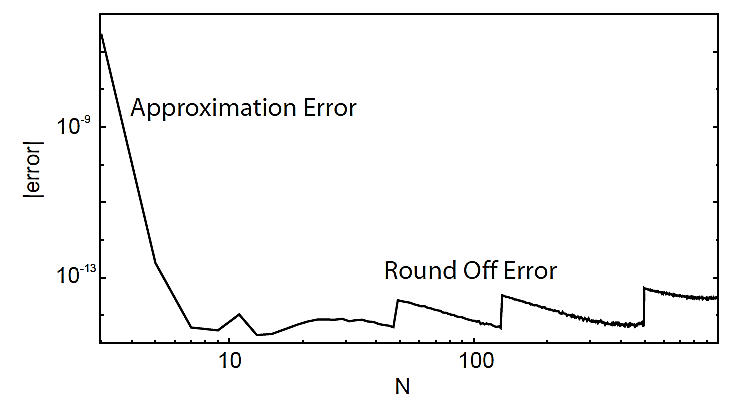 Approximation Error
10⁻⁹
|error|
Round Off Error
10⁻¹³
10
100
N